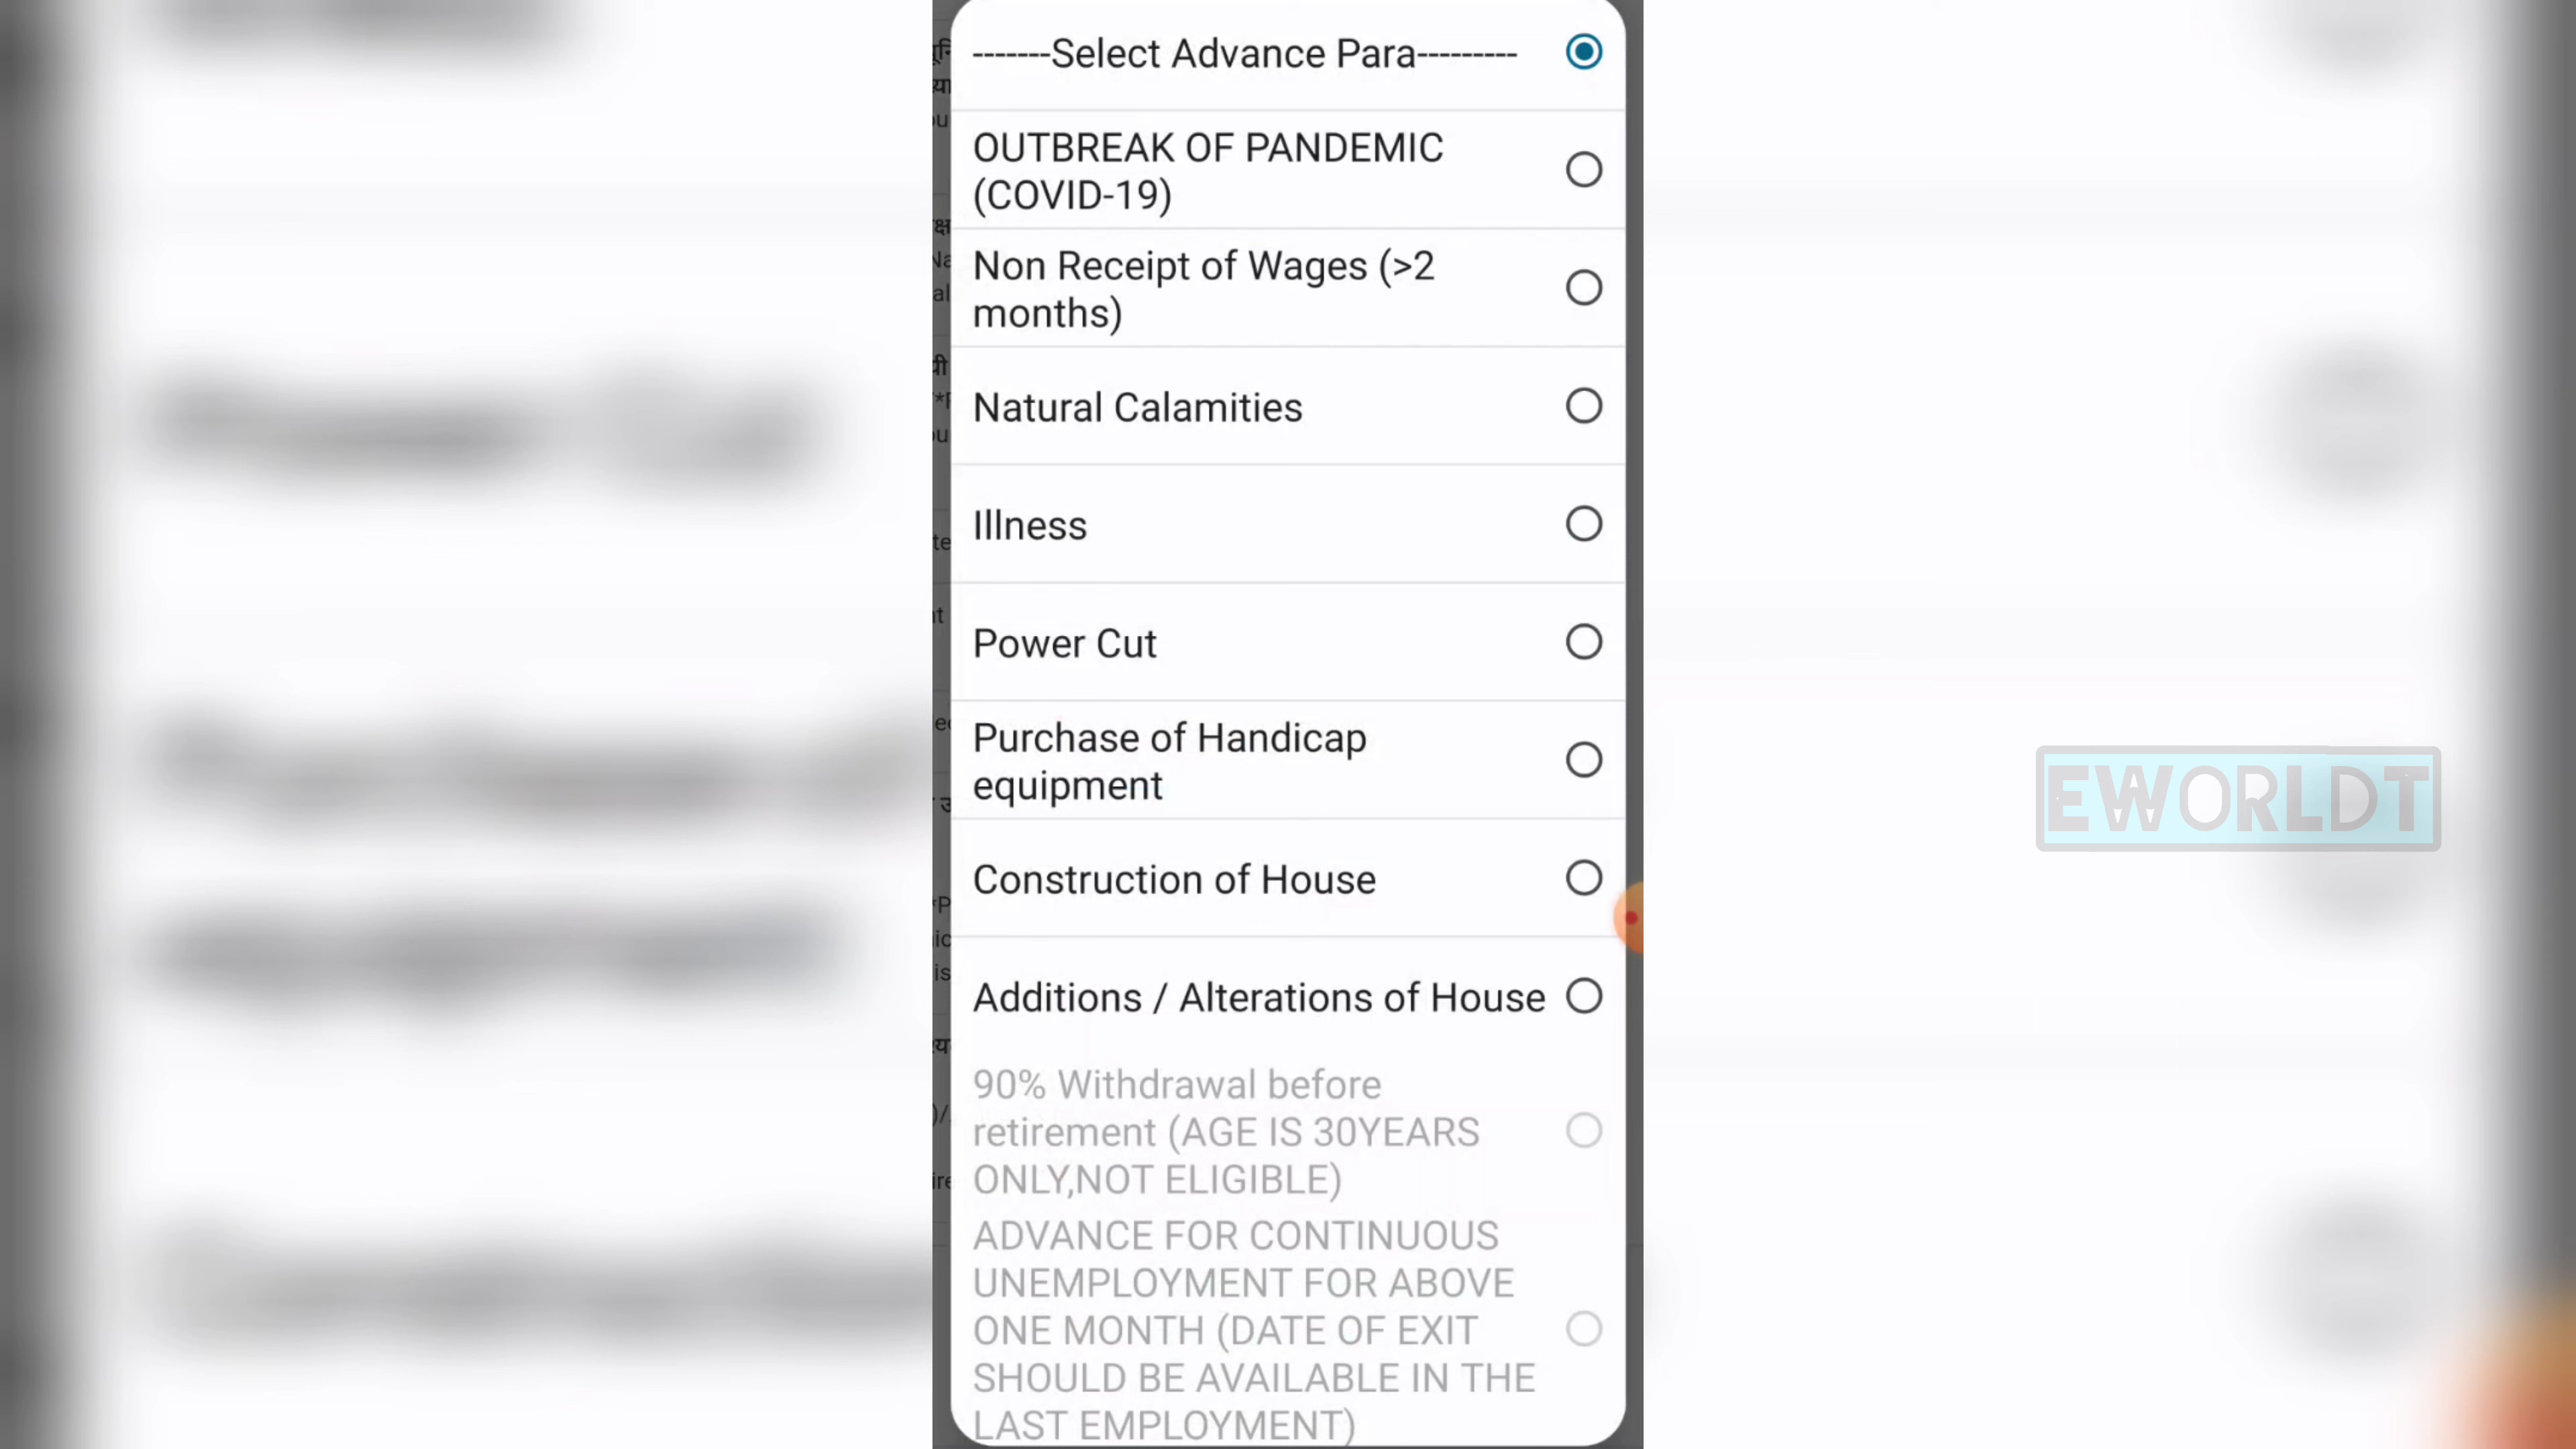 -------Select Advance Para---------
OUTBREAK OF PANDEMIC
(COVID-19)
Non Receipt of Wages (>2
months)
Natural Calamities
Illness
Power Cut
Purchase of Handicap
equipment
Construction of House
Additions / Alterations of House
90% Withdrawal before
retirement (AGE IS 30YEARS
ONLY,NOT ELIGIBLE)
ADVANCE FOR CONTINUOUS
UNEMPLOYMENT FOR ABOVE
ONE MONTH (DATE OF EXIT
SHOULD BE AVAILABLE IN THE
LAST EMPLOYMENT)
EWORLDT